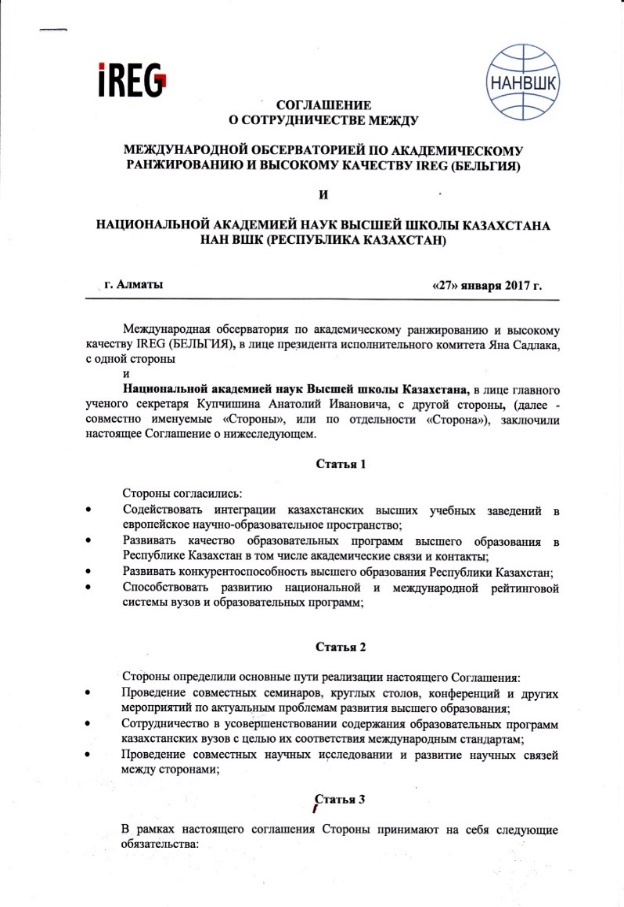 iREG
НАНВШК
СОГЛАШЕНИЕ
О СОТРУДНИЧЕСТВЕ МЕЖДУ
МЕЖДУНАРОДНОЙ ОБСЕРВАТОРИЕЙ ПО АКАДЕМИЧЕСКОМУ
РАНЖИРОВАНИЮ И ВЫСОКОМУ КАЧЕСТВУ IREG (БЕЛЬГИЯ)
И
НАЦИОНАЛЬНОЙ АКАДЕМИЕЙ НАУК ВЫСШЕЙ ШКОЛЫ КАЗАХСТАНА
НАН ВШК (РЕСПУБЛИКА КАЗАХСТАН)
г. Алматы «27» января 2017 г.
Международная обсерватория по академическому ранжированию и высокому
качеству IREG (БЕЛЬГИЯ), в лице президента исполнительного комитета Яна Садлака,
с одной стороны
и
Национальной академией наук Высшей школы Казахстана, в лице главного
ученого секретаря Купчишина Анатолий Ивановича, с другой стороны, (далее -
совместно именуемые «Стороны», или по отдельности «Сторона»), заключили
настоящее Соглашение о нижеследующем.
Статья 1
Стороны согласились:
• Содействовать интеграции казахстанских высших учебных заведений в
европейское научно-образовательное пространство;
• Развивать качество образовательных программ высшего образования в
Республике Казахстан в том числе академические связи и контакты;
• Развивать конкурентоспособность высшего образования Республики Казахстан;
• Способствовать развитию национальной и международной рейтинговой
системы вузов и образовательных программ;
Статья 2
Стороны определили основные пути реализации настоящего Соглашения:
• Проведение совместных семинаров, круглых столов, конференций и других
мероприятий по актуальным проблемам развития высшего образования;
• Сотрудничество в усовершенствовании содержания образовательных программ
казахстанских вузов с целью их соответствия международным стандартам;
• Проведение совместных научных исследовании и развитие научных связей
между сторонами;
Статья 3
В рамках настоящего соглашения Стороны принимают на себя следующие
обязательства: